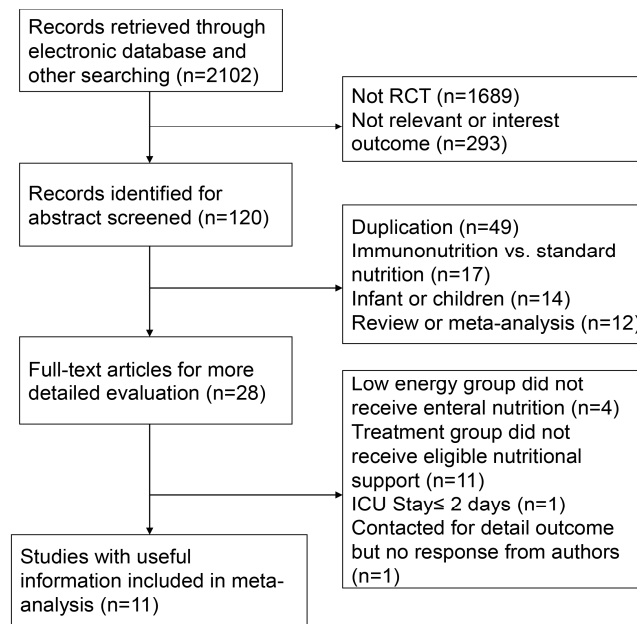 Records retrieved through
electronic database and
other searching (n=2102)
Not RCT (n=1689)
Not relevant or interest
outcome (n=293)
Records identified for
abstract screened (n=120)
Duplication (n=49)
Immunonutrition vs. standard
nutrition (n=17)
Infant or children (n=14)
Review or meta-analysis (n=12)
Full-text articles for more
detailed evaluation (n=28)
Low energy group did not
receive enteral nutrition (n=4)
Treatment group did not
receive eligible nutritional
support (n=11)
ICU Stay≤ 2 days (n=1)
Contacted for detail outcome
but no response from authors
(n=1)
Studies with useful
information included in meta-
analysis (n=11)